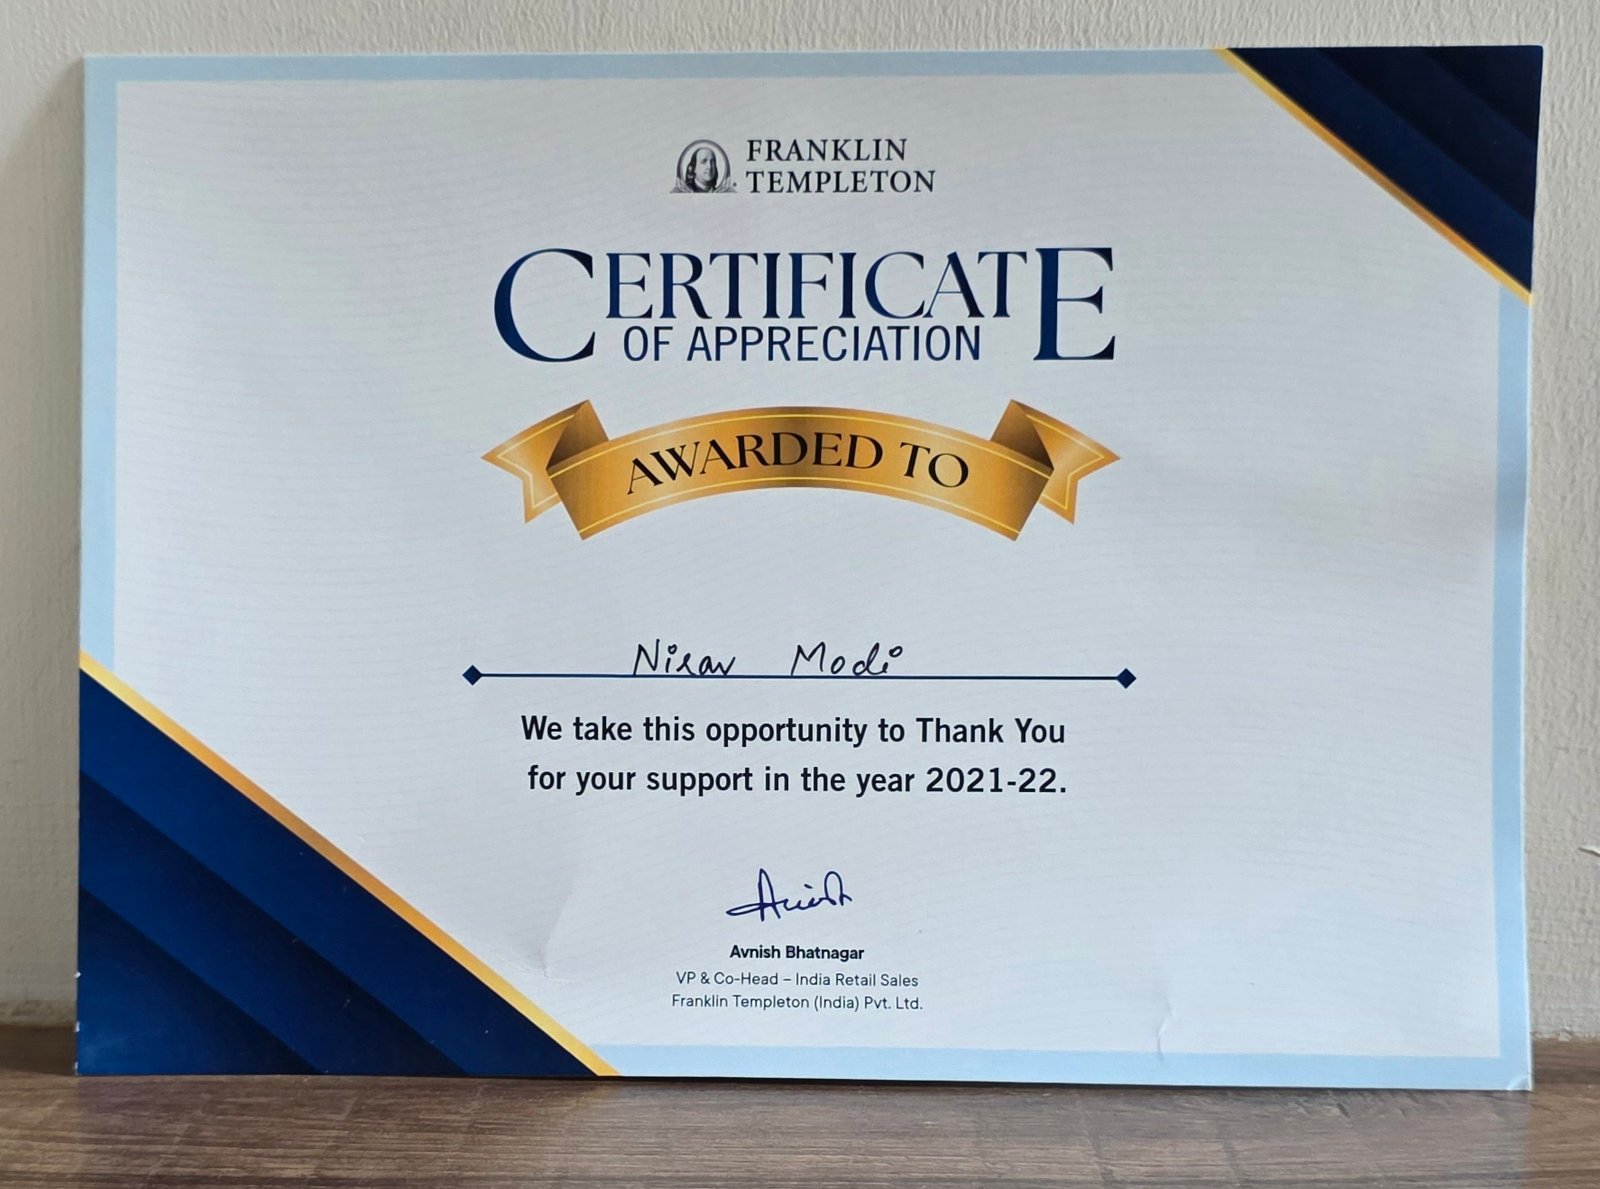 FRANKLIN
TEMPLETON
CERTIFICATE
OF APPRECIATION
AWARDED TO
Nirav Modi
We take this opportunity to Thank You
for your support in the year 2021-22.
Avnish
Avnish Bhatnagar
VP & Co-Head – India Retail Sales
Franklin Templeton (India) Pvt. Ltd.